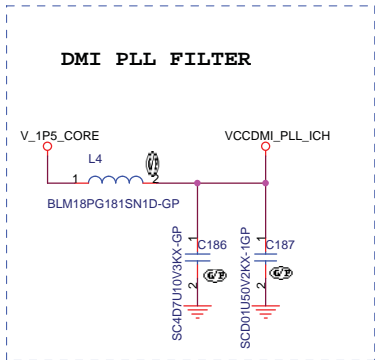 DMI PLL FILTER
V_1P5_CORE
VCCDMI_PLL_ICH
L4
G/P
1
2
BLM18PG181SN1D-GP
SC4D7U10V3KX-GP
1
C186
G/P
2
SCD01U50V2KX-1GP
1
C187
G/P
2